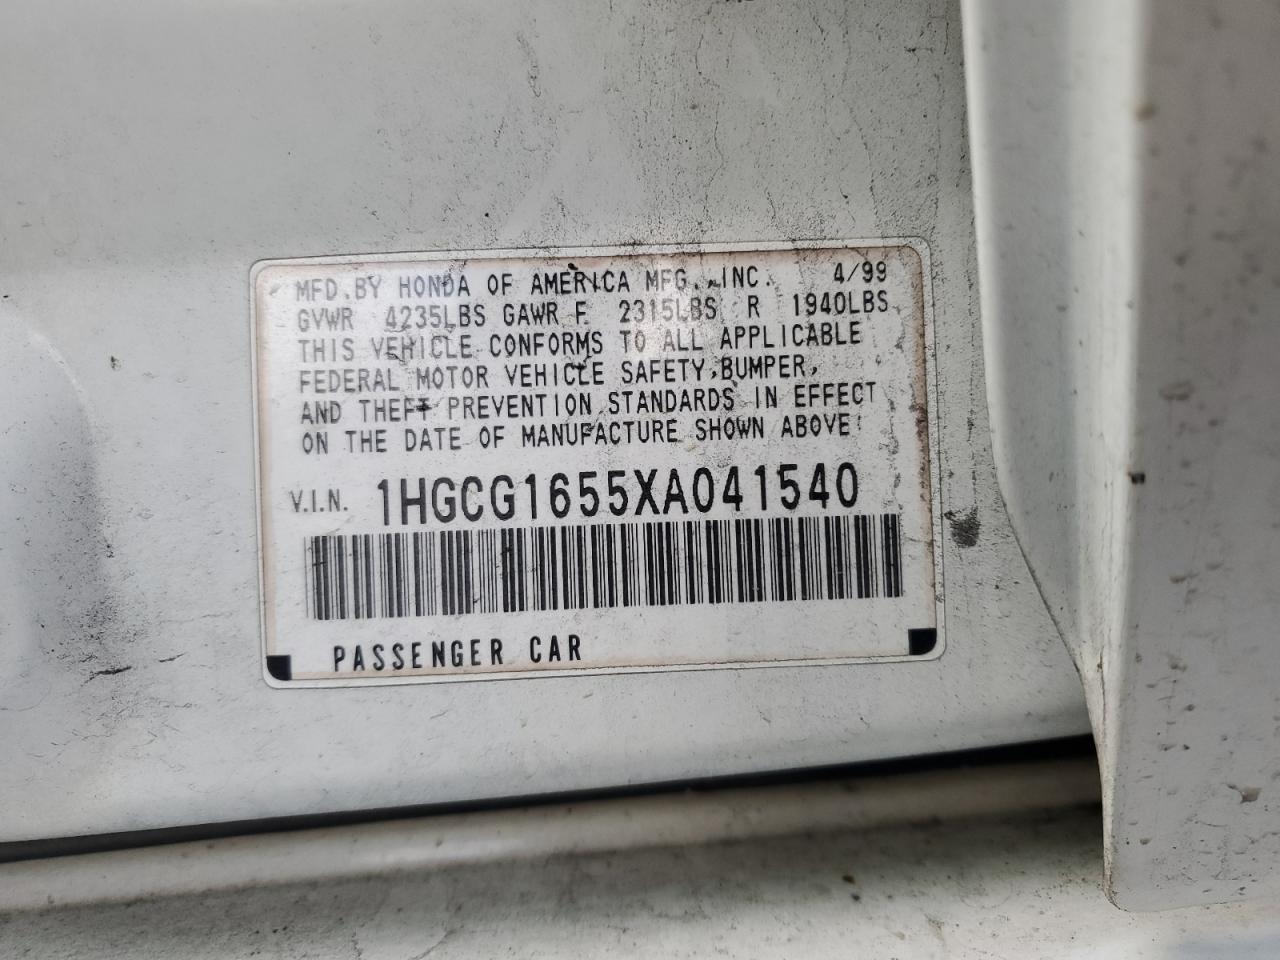 MFD. BY HONDA OF AMERICA MFG., INC. 4/99
GVWR 4235LBS GAWR F 2315LBS R 1940LBS
THIS VEHICLE CONFORMS TO ALL APPLICABLE
FEDERAL MOTOR VEHICLE SAFETY, BUMPER,
AND THEFT PREVENTION STANDARDS IN EFFECT
ON THE DATE OF MANUFACTURE SHOWN ABOVE.
V.I.N. 1HGCG1655XA041540
PASSENGER CAR